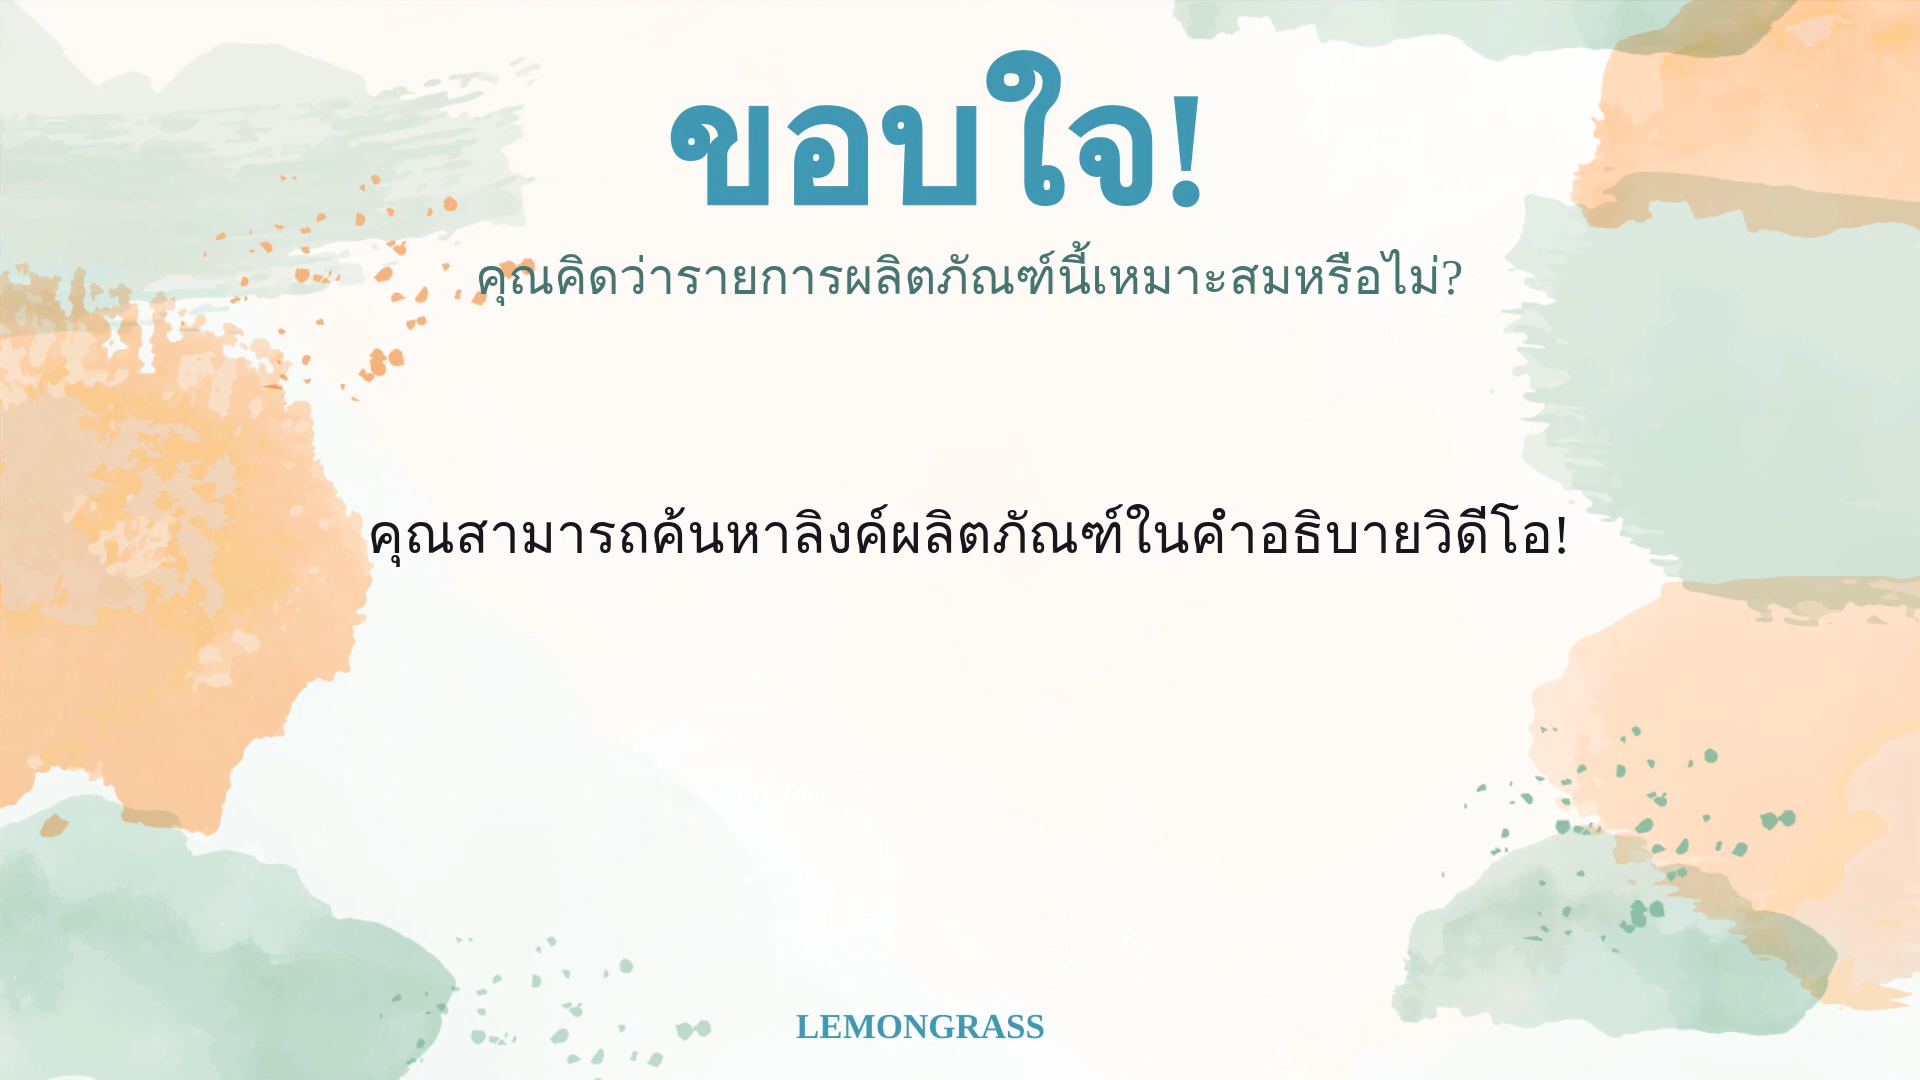 ขอบใจ!
คุณคิดว่ารายการผลิตภัณฑ์นี้เหมาะสมหรือไม่?
คุณสามารถค้นหาลิงค์ผลิตภัณฑ์ในคำอธิบายวิดีโอ!
LEMONGRASS